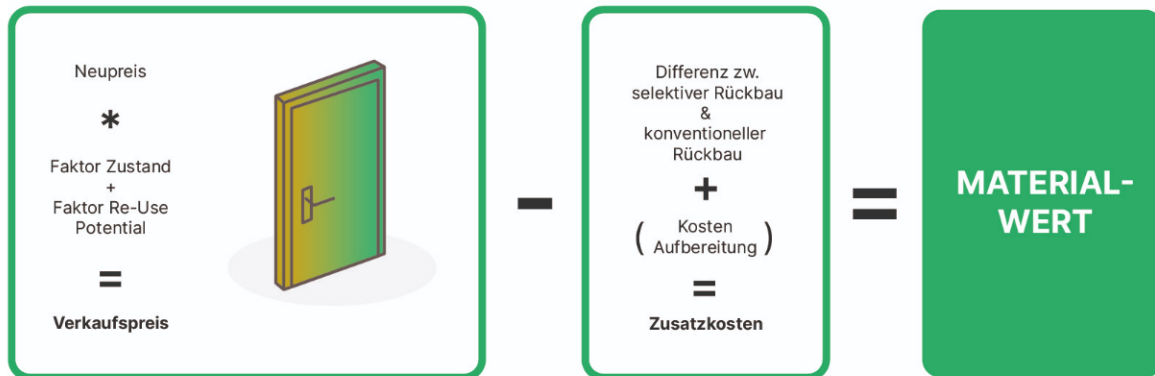 Neupreis
*
Faktor Zustand
+
Faktor Re-Use
Potential
=
Verkaufspreis
–
Differenz zw.
selektiver Rückbau
&
konventioneller
Rückbau
+
( Kosten
Aufbereitung )
=
Zusatzkosten
=
MATERIAL-
WERT